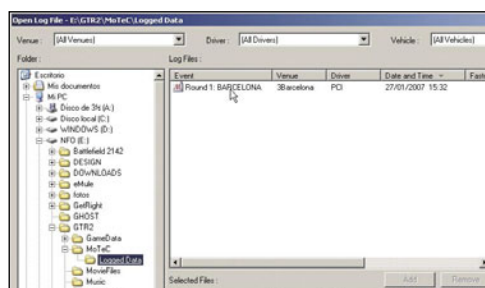 Open Log File - E:\GTR2\MoTeC\Logged Data
Venue: [All Venues] Driver: [All Drivers] Vehicle: [All Vehicles]
Folder: Log Files:
Event Venue Driver Date and Time
Round 1: BARCELONA 3Barcelona PCI 27/01/2007 15:32
Escritorio
Mis documentos
Mi PC
Disco de 3½ (A:)
Disco local (C:)
WINDOWS (D:)
NFO (E:)
Battlefield 2142
DESIGN
DOWNLOADS
eMule
fotos
GetRight
GHOST
GTR2
GameData
MoTeC
Logged Data
MovieFiles
Music
Selected Files: Add Remove